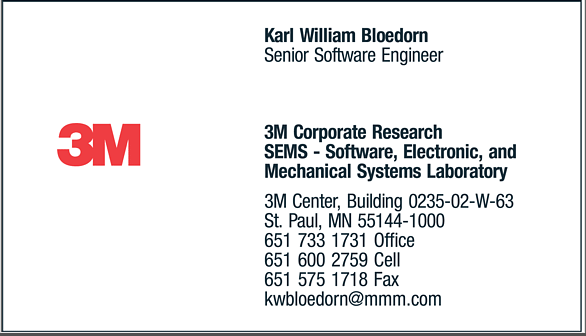 Karl William Bloedorn
Senior Software Engineer
3M
3M Corporate Research
SEMS - Software, Electronic, and
Mechanical Systems Laboratory
3M Center, Building 0235-02-W-63
St. Paul, MN 55144-1000
651 733 1731 Office
651 600 2759 Cell
651 575 1718 Fax
kwbloedorn@mmm.com